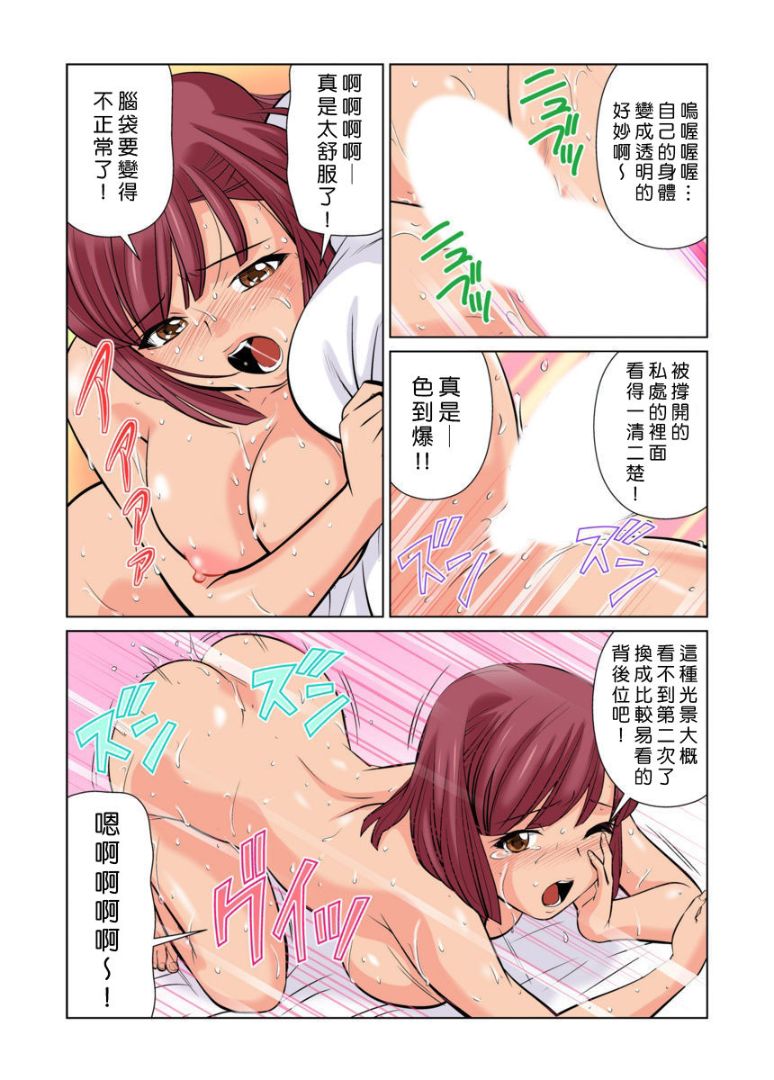 嗚喔喔喔…
自己的身體
變成透明的
好妙啊～
ニュプッ
ニュプッ
啊啊啊啊─
真是太舒服了！
腦袋要變得
不正常了！
アッ
アァァァ
被撐開的
私處的裡面
看得一清二楚！
真是─
色到爆!!
ズン
ズン
這種光景大概
看不到第二次了
換成比較易看的
背後位吧！
ズン
ズン
グイッ
嗯啊啊啊啊～！